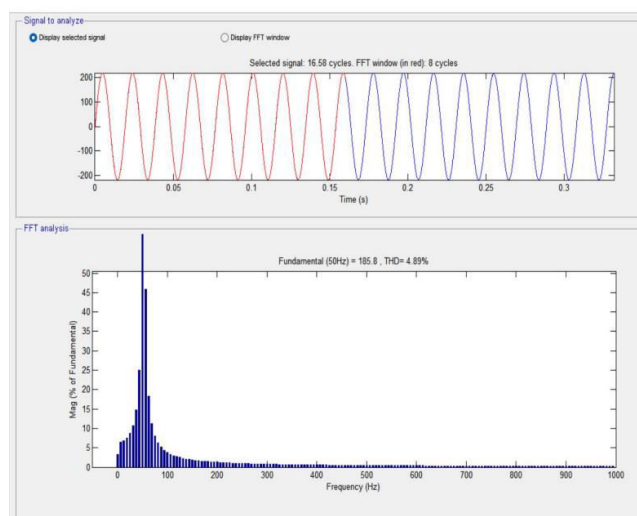 Signal to analyze
Display selected signal
Display FFT window
Selected signal: 16.58 cycles. FFT window (in red): 8 cycles
200
100
0
-100
-200
0 0.05 0.1 0.15 0.2 0.25 0.3
Time (s)
FFT analysis
Fundamental (50Hz) = 185.8 , THD= 4.89%
50
45
40
35
30
25
20
15
10
5
0
Mag (% of Fundamental)
0 100 200 300 400 500 600 700 800 900 1000
Frequency (Hz)